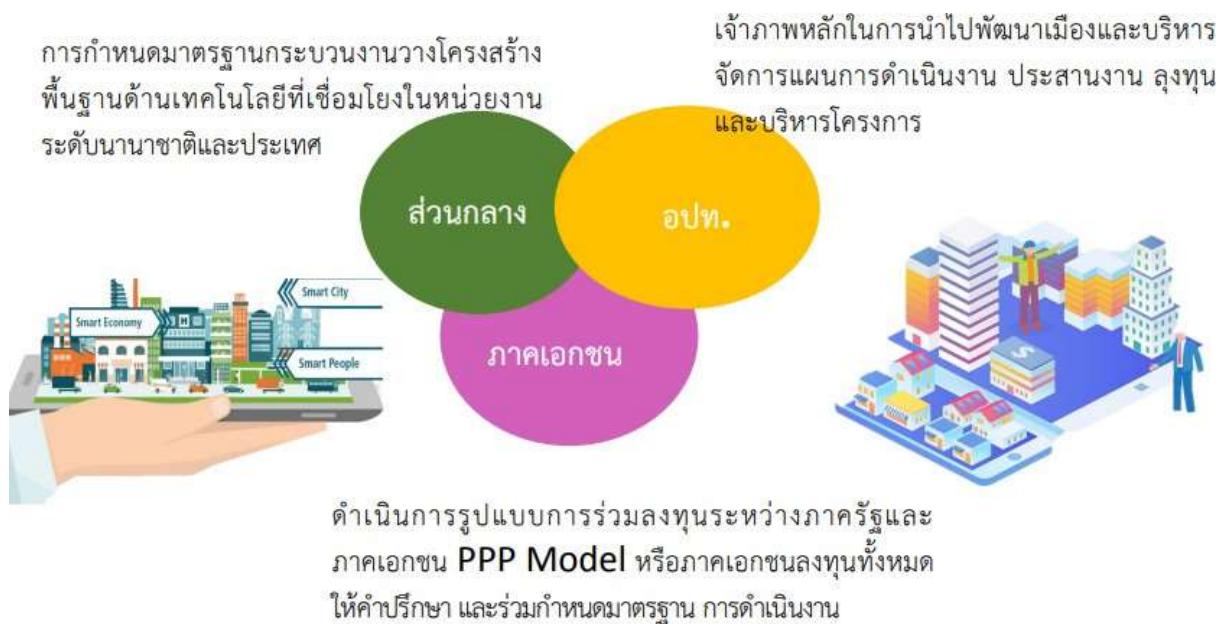 การกำหนดมาตรฐานกระบวนงานวางโครงสร้าง
พื้นฐานด้านเทคโนโลยีที่เชื่อมโยงในหน่วยงาน
ระดับนานาชาติและประเทศ
เจ้าภาพหลักในการนำไปพัฒนาเมืองและบริหาร
จัดการแผนการดำเนินงาน ประสานงาน ลุงทุน
และบริหารโครงการ
ส่วนกลาง
อปท.
ภาคเอกชน
Smart City
Smart Economy
H
Smart People
$
ดำเนินการรูปแบบการร่วมลงทุนระหว่างภาครัฐและ
ภาคเอกชน PPP Model หรือภาคเอกชนลงทุนทั้งหมด
ให้คำปรึกษา และร่วมกำหนดมาตรฐาน การดำเนินงาน